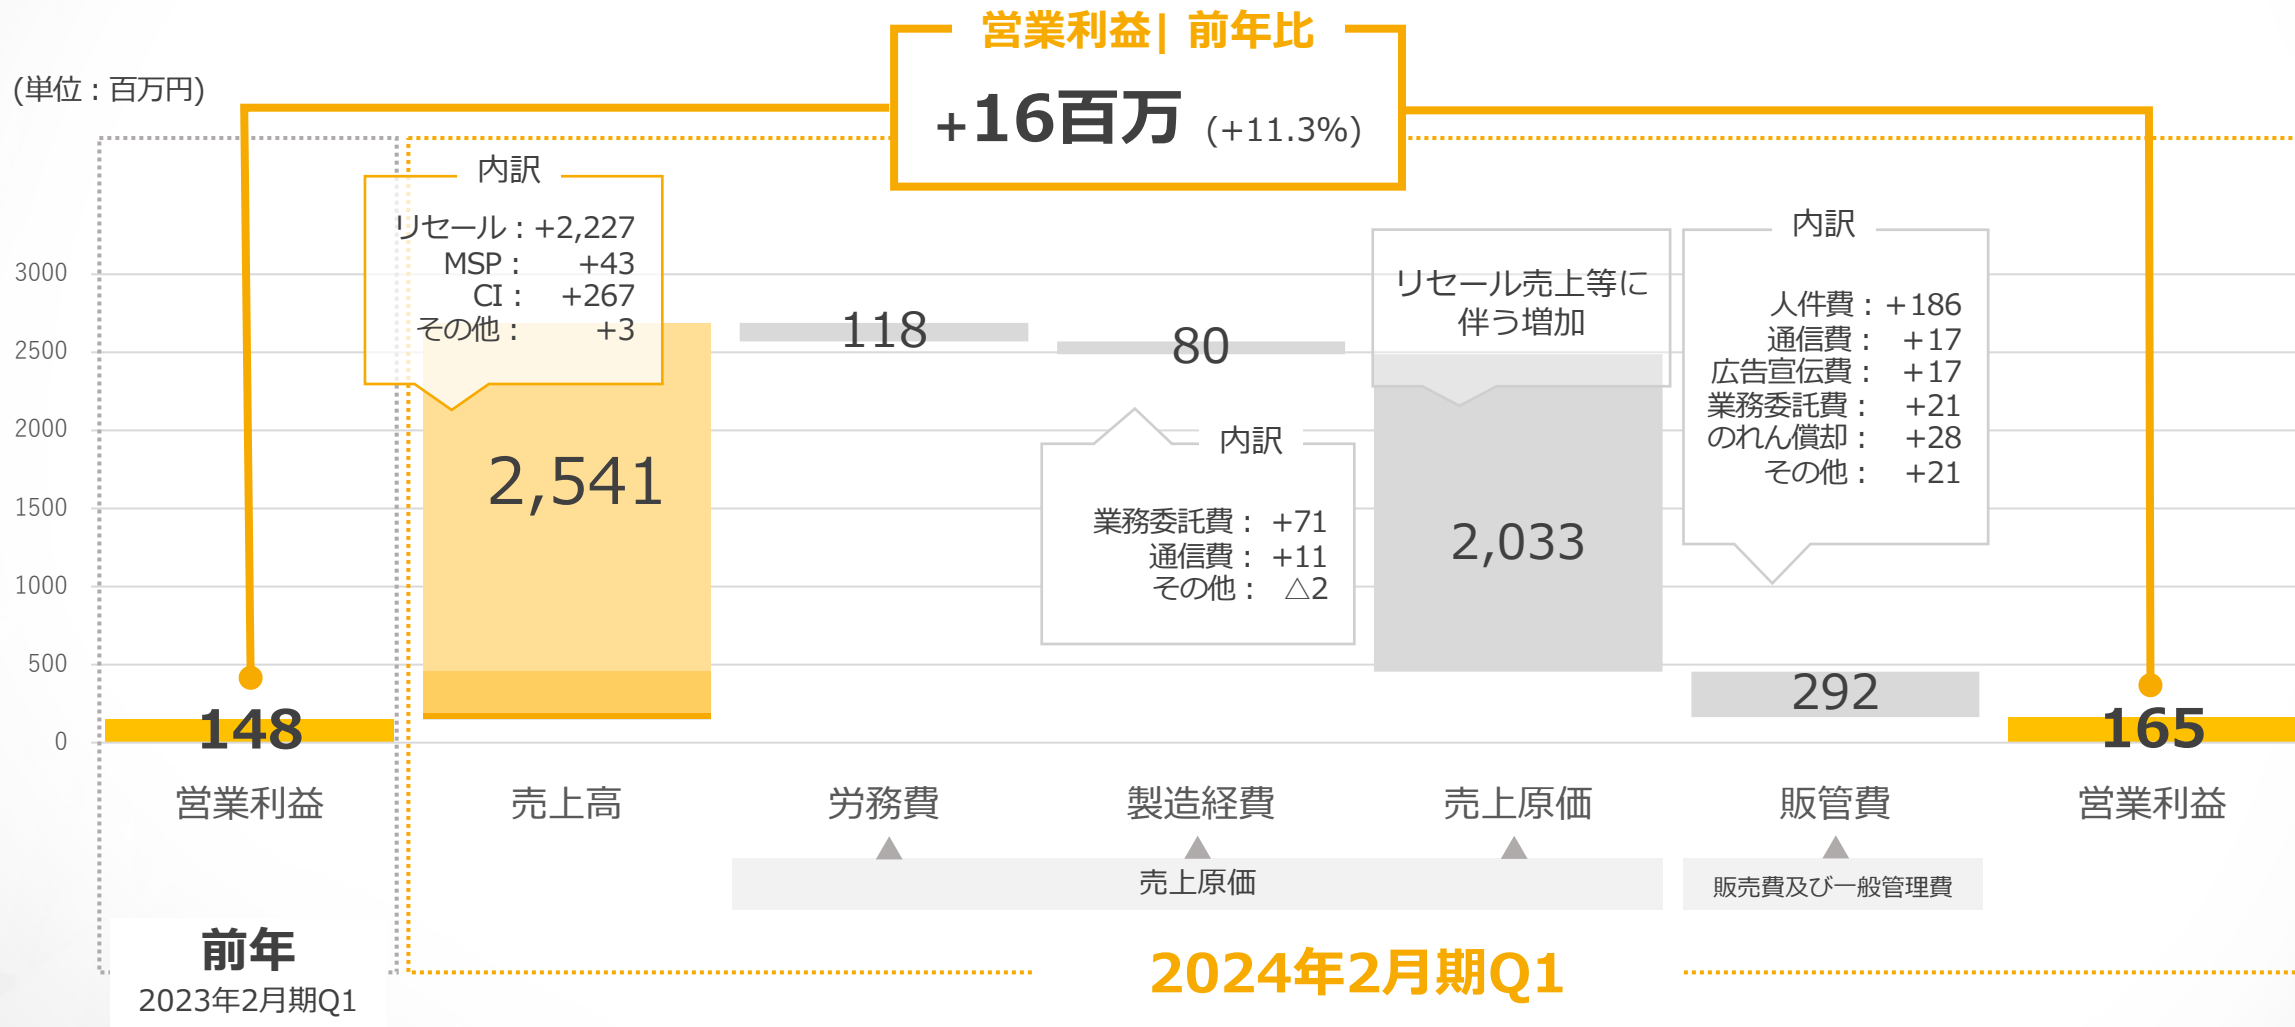 営業利益| 前年比
+16百万 (+11.3%)
(単位：百万円)
内訳
リセール：+2,227
MSP： +43
CI： +267
その他： +3
リセール売上等に
伴う増加
内訳
人件費：+186
通信費： +17
広告宣伝費： +17
業務委託費： +21
のれん償却： +28
その他： +21
内訳
業務委託費： +71
通信費： +11
その他： △2
3000
2500
2000
1500
1000
500
0
148
2,541
118
80
2,033
292
165
営業利益
売上高
労務費
製造経費
売上原価
販管費
営業利益
売上原価
販売費及び一般管理費
前年
2023年2月期Q1
2024年2月期Q1